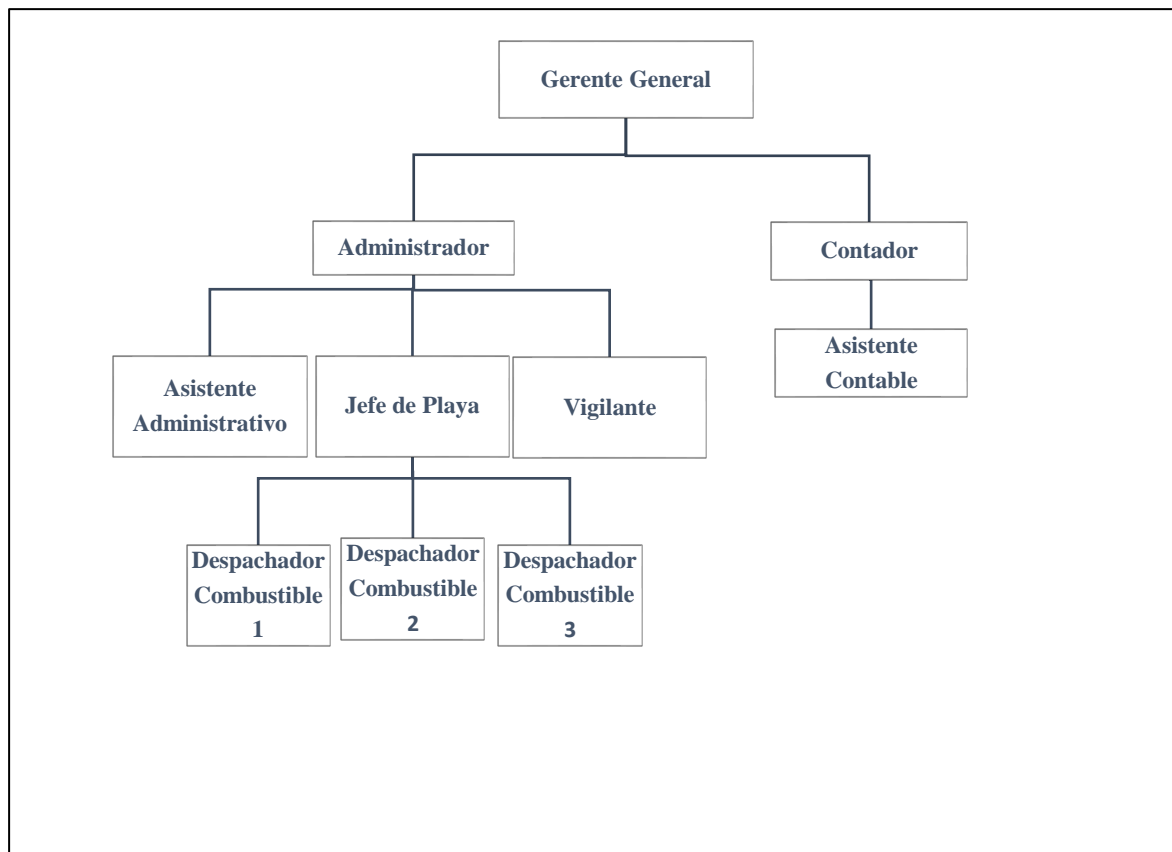 Gerente General
Administrador
Contador
Asistente
Contable
Asistente
Administrativo
Jefe de Playa
Vigilante
Despachador
Combustible
1
Despachador
Combustible
2
Despachador
Combustible
3